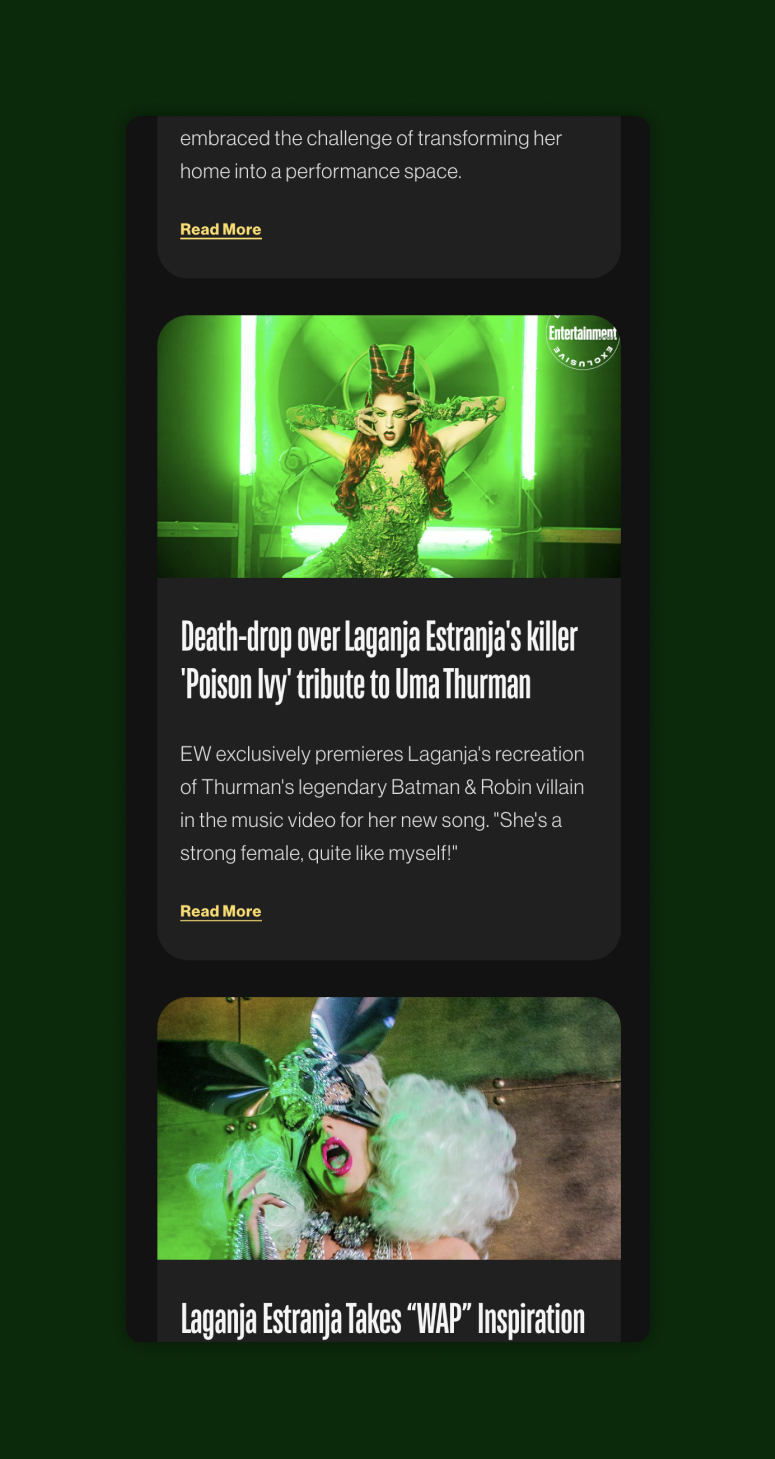 embraced the challenge of transforming her
home into a performance space.
Read More
Entertainment
EXCLUSIVE
Death-drop over Laganja Estranja's killer
'Poison Ivy' tribute to Uma Thurman
EW exclusively premieres Laganja's recreation
of Thurman's legendary Batman & Robin villain
in the music video for her new song. "She's a
strong female, quite like myself!"
Read More
Laganja Estranja Takes “WAP” Inspiration